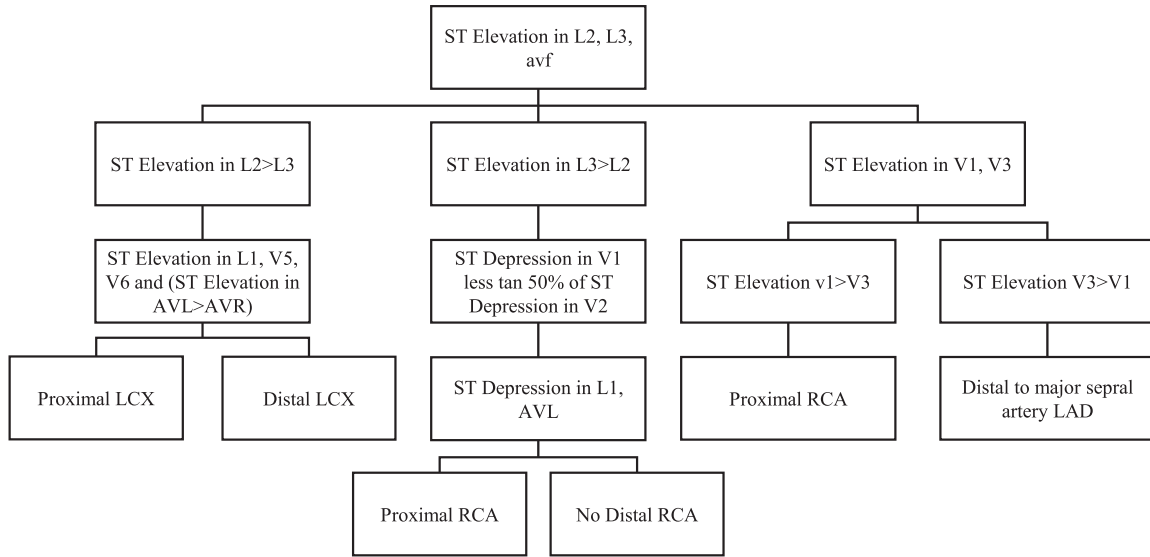 ST Elevation in L2, L3,
avf
ST Elevation in L2>L3
ST Elevation in L3>L2
ST Elevation in V1, V3
ST Elevation in L1, V5,
V6 and (ST Elevation in
AVL>AVR)
ST Depression in V1
less tan 50% of ST
Depression in V2
ST Elevation v1>V3
ST Elevation V3>V1
Proximal LCX
Distal LCX
ST Depression in L1,
AVL
Proximal RCA
Distal to major sepral
artery LAD
Proximal RCA
No Distal RCA